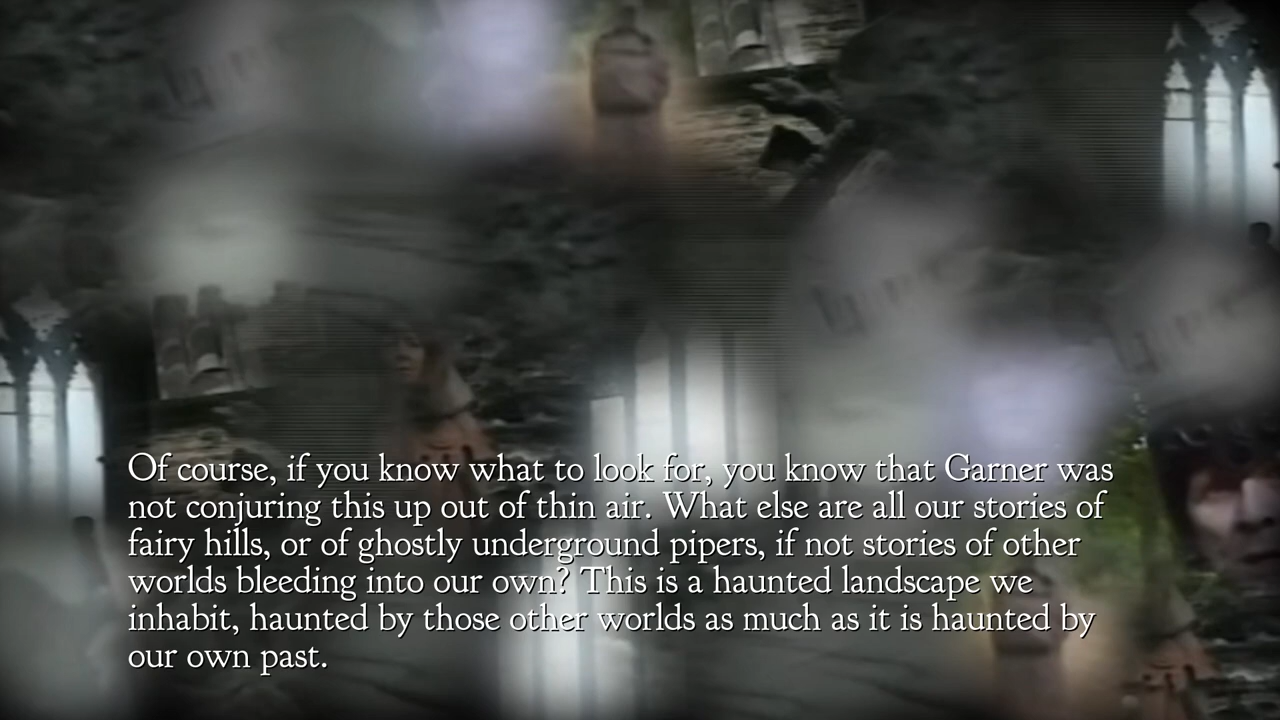 Of course, if you know what to look for, you know that Garner was
not conjuring this up out of thin air. What else are all our stories of
fairy hills, or of ghostly underground pipers, if not stories of other
worlds bleeding into our own? This is a haunted landscape we
inhabit, haunted by those other worlds as much as it is haunted by
our own past.